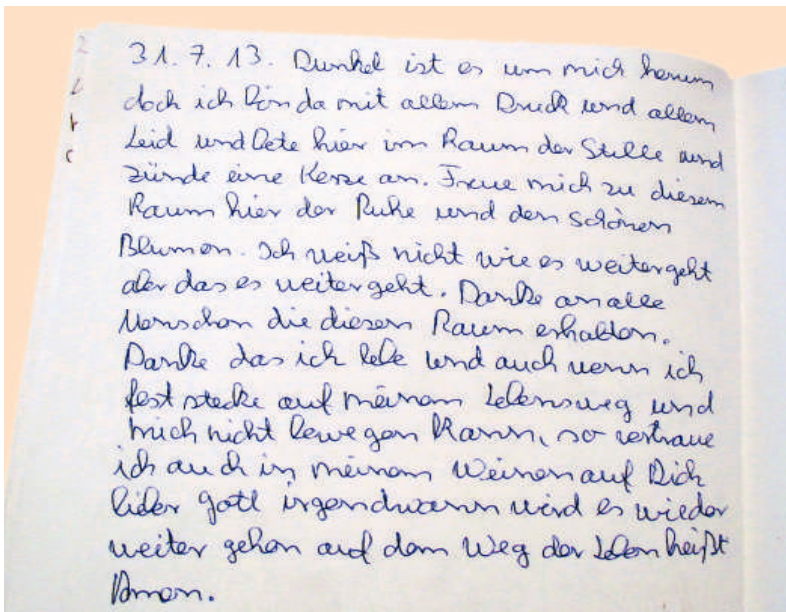 31. 7. 13. Dunkel ist es um mich herum
doch ich bin da mit allem Druck und allem
Leid und bete hier im Raum der Stille und
zünde eine Kerze an. Freue mich zu diesem
Raum hier der Ruhe und den schönen
Blumen. Ich weiß nicht wie es weitergeht
aber das es weitergeht. Danke an alle
Menschen die diesen Raum erhalten.
Danke das ich lebe und auch wenn ich
fest stecke auf meinem Lebensweg und
mich nicht bewegen kann, so vertraue
ich auch in meinem Weinen auf Dich
lieber Gott irgendwann wird es wieder
weiter gehen auf dem Weg der Leben heißt
Amen.